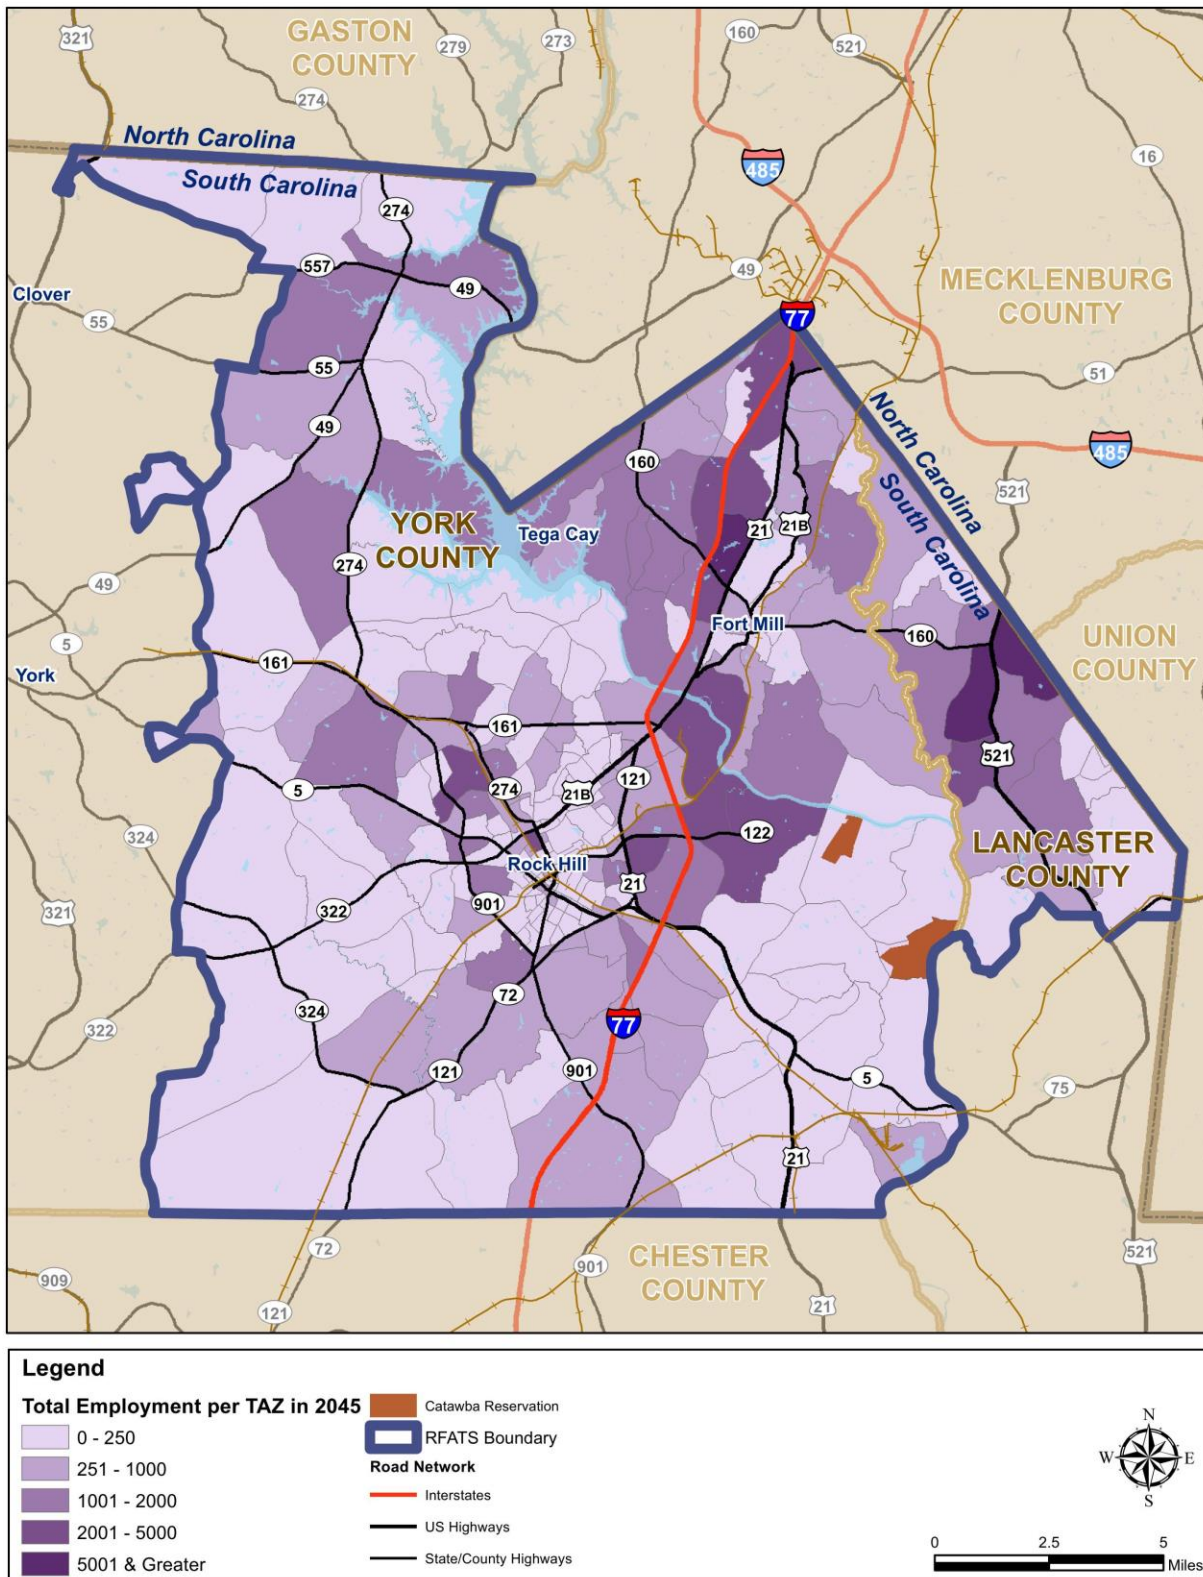 321
GASTON
COUNTY
279
273
160
521
274
16
North Carolina
South Carolina
485
274
557
49
49
MECKLENBURG
COUNTY
Clover
77
55
55
51
49
North Carolina
South Carolina
485
160
521
YORK
COUNTY
21
21B
Tega Cay
274
49
Fort Mill
160
UNION
COUNTY
5
York
161
161
521
121
274
21B
5
122
324
LANCASTER
COUNTY
Rock Hill
21
321
901
322
72
324
77
322
121
901
5
75
21
72
CHESTER
COUNTY
521
909
901
121
21
Legend
Total Employment per TAZ in 2045
0 - 250
251 - 1000
1001 - 2000
2001 - 5000
5001 & Greater
Catawba Reservation
RFATS Boundary
Road Network
Interstates
US Highways
State/County Highways
N
W
E
S
0 2.5 5
Miles